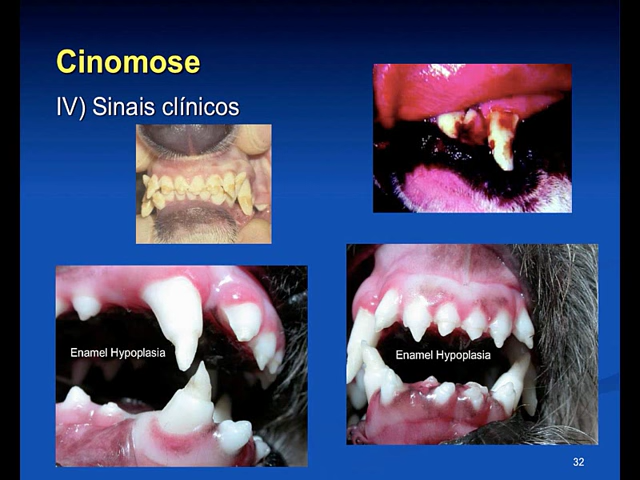 Cinomose
IV) Sinais clínicos
Enamel Hypoplasia
Enamel Hypoplasia
32